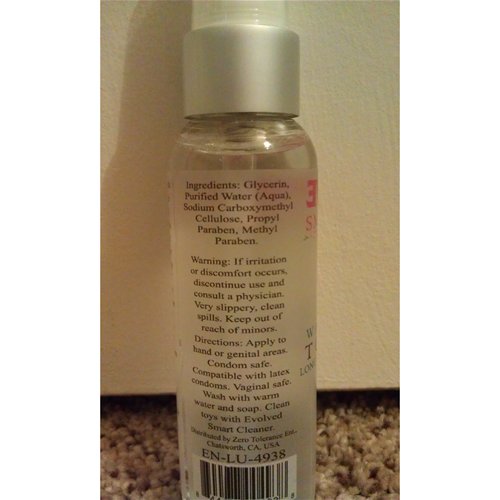 Ingredients: Glycerin,
Purified Water (Aqua),
Sodium Carboxymethyl
Cellulose, Propyl
Paraben, Methyl
Paraben.
Warning: If irritation
or discomfort occurs,
discontinue use and
consult a physician.
Very slippery, clean
spills. Keep out of
reach of minors.
Directions: Apply to
hand or genital areas.
Condom safe.
Compatible with latex
condoms. Vaginal safe.
Wash with warm
water and soap. Clean
toys with Evolved
Smart Cleaner.
Distributed by Zero Tolerance Ent.,
Chatsworth, CA, USA
EN-LU-4938